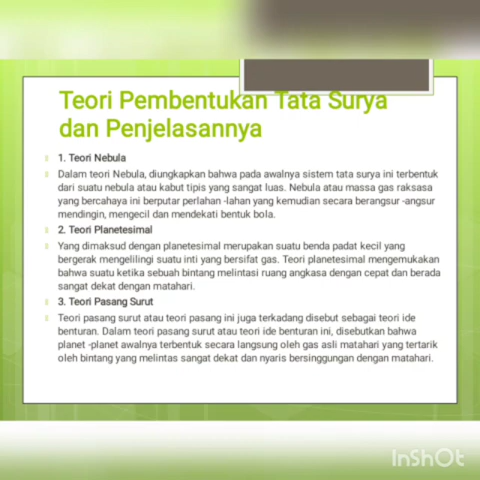 Teori Pembentukan Tata Surya
dan Penjelasannya
1. Teori Nebula
Dalam teori Nebula, diungkapkan bahwa pada awalnya sistem tata surya ini terbentuk
dari suatu nebula atau kabut tipis yang sangat luas. Nebula atau massa gas raksasa
yang bercahaya ini berputar perlahan -lahan yang kemudian secara berangsur -angsur
mendingin, mengecil dan mendekati bentuk bola.
2. Teori Planetesimal
Yang dimaksud dengan planetesimal merupakan suatu benda padat kecil yang
bergerak mengelilingi suatu inti yang bersifat gas. Teori planetesimal mengemukakan
bahwa suatu ketika sebuah bintang melintasi ruang angkasa dengan cepat dan berada
sangat dekat dengan matahari.
3. Teori Pasang Surut
Teori pasang surut atau teori pasang ini juga terkadang disebut sebagai teori ide
benturan. Dalam teori pasang surut atau teori ide benturan ini, disebutkan bahwa
planet -planet awalnya terbentuk secara langsung oleh gas asli matahari yang tertarik
oleh bintang yang melintas sangat dekat dan nyaris bersinggungan dengan matahari.
InShOt